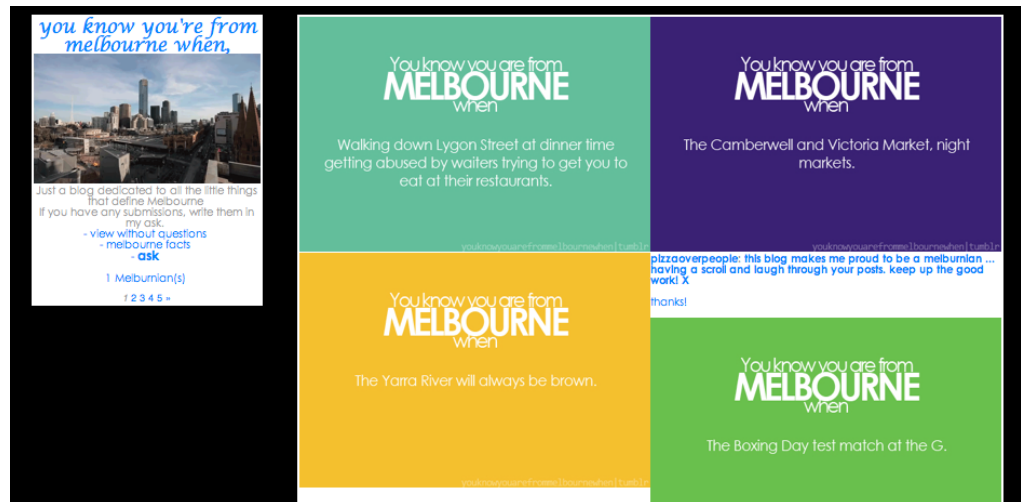 you know you're from
melbourne when,
Just a blog dedicated to all the little things
that define Melbourne
If you have any submissions, write them in
my ask.
- view without questions
- melbourne facts
- ask
1 Melburnian(s)
1 2 3 4 5 »
You know you are from
MELBOURNE
when
Walking down Lygon Street at dinner time
getting abused by waiters trying to get you to
eat at their restaurants.
youknowyouarefrommelbournewhen|tumblr
You know you are from
MELBOURNE
when
The Camberwell and Victoria Market, night
markets.
youknowyouarefrommelbournewhen|tumblr
You know you are from
MELBOURNE
when
The Yarra River will always be brown.
youknowyouarefrommelbournewhen|tumblr
pizzaoverpeople: this blog makes me proud to be a melburnian ...
having a scroll and laugh through your posts. keep up the good
work! X
thanks!
You know you are from
MELBOURNE
when
The Boxing Day test match at the G.